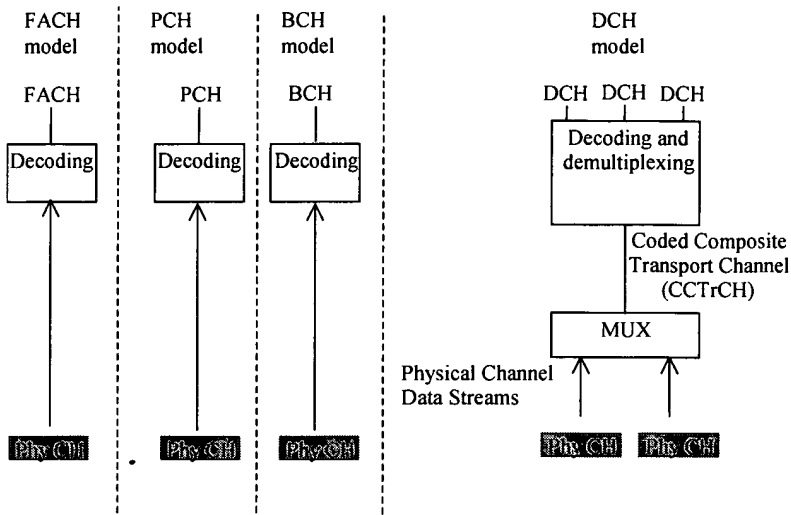 FACH
model
PCH
model
BCH
model
DCH
model
FACH
PCH
BCH
DCH DCH DCH
Decoding
Decoding
Decoding
Decoding and
demultiplexing
Coded Composite
Transport Channel
(CCTrCH)
MUX
Physical Channel
Data Streams
Phy CH
Phy CH
Phy CH
Phy CH
Phy CH